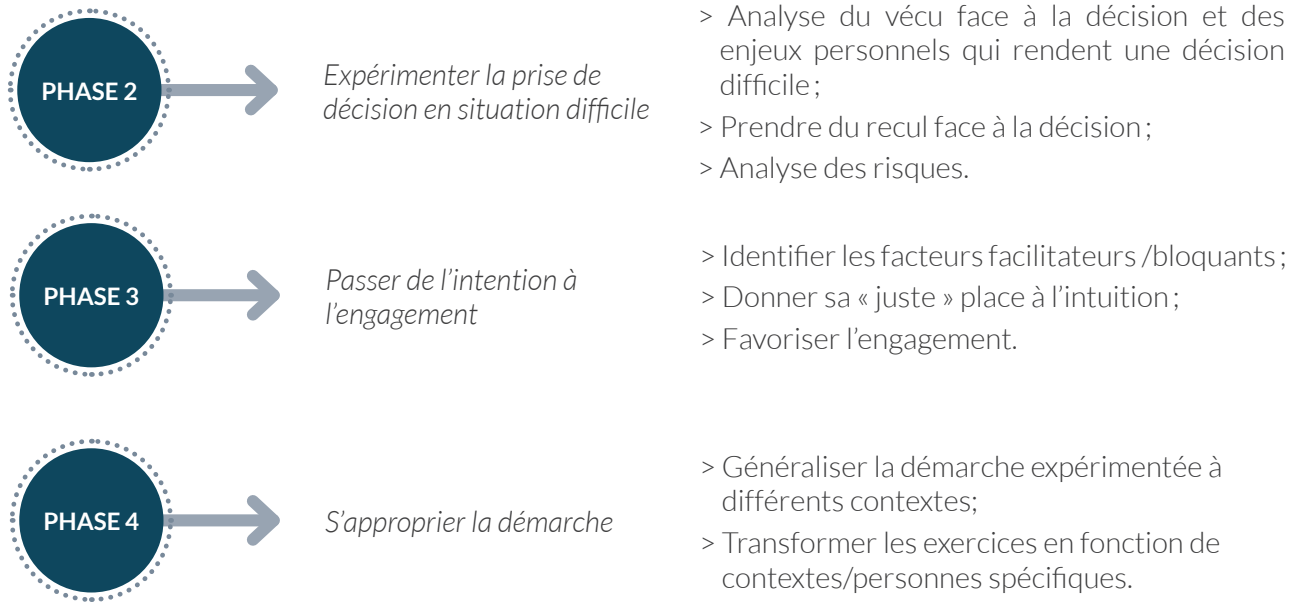 PHASE 2
Expérimenter la prise de
décision en situation difficile
> Analyse du vécu face à la décision et des
enjeux personnels qui rendent une décision
difficile ;
> Prendre du recul face à la décision ;
> Analyse des risques.
PHASE 3
Passer de l’intention à
l’engagement
> Identifier les facteurs facilitateurs /bloquants ;
> Donner sa « juste » place à l’intuition ;
> Favoriser l’engagement.
PHASE 4
S’approprier la démarche
> Généraliser la démarche expérimentée à
différents contextes;
> Transformer les exercices en fonction de
contextes/personnes spécifiques.